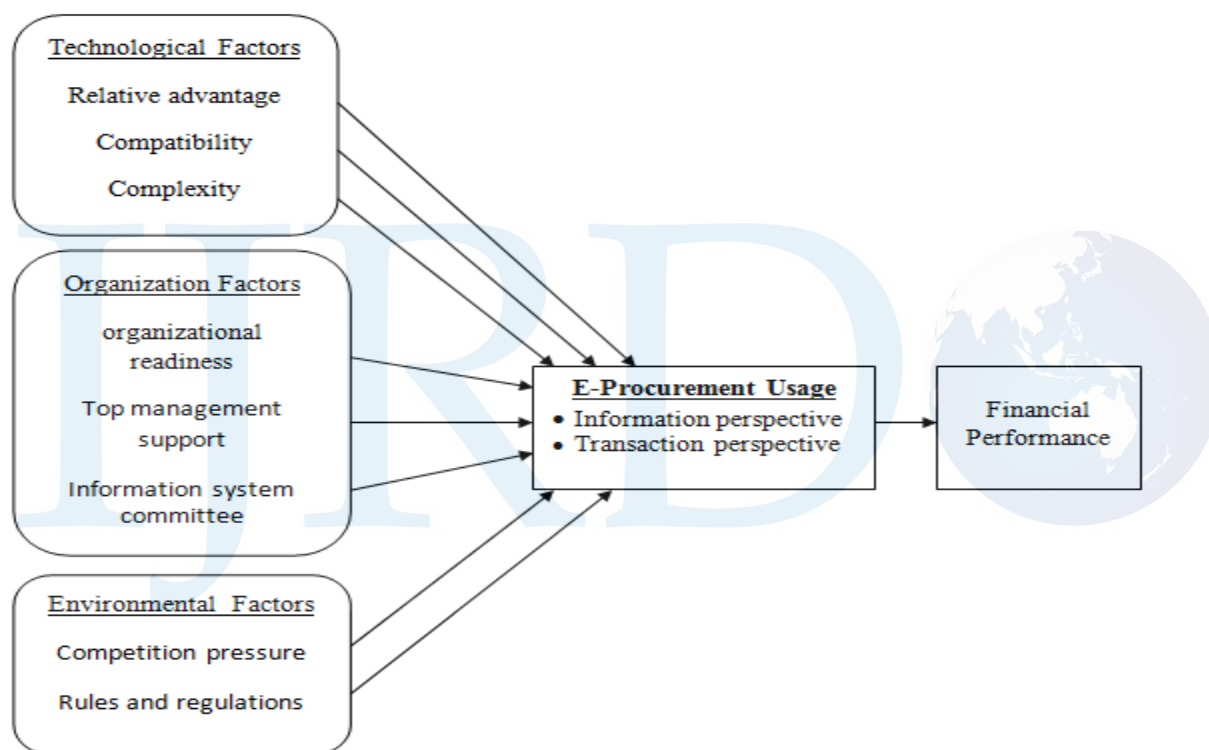 Technological Factors
Relative advantage
Compatibility
Complexity
Organization Factors
organizational
readiness
Top management
support
Information system
committee
Environmental Factors
Competition pressure
Rules and regulations
E-Procurement Usage
• Information perspective
• Transaction perspective
Financial
Performance
IJRD